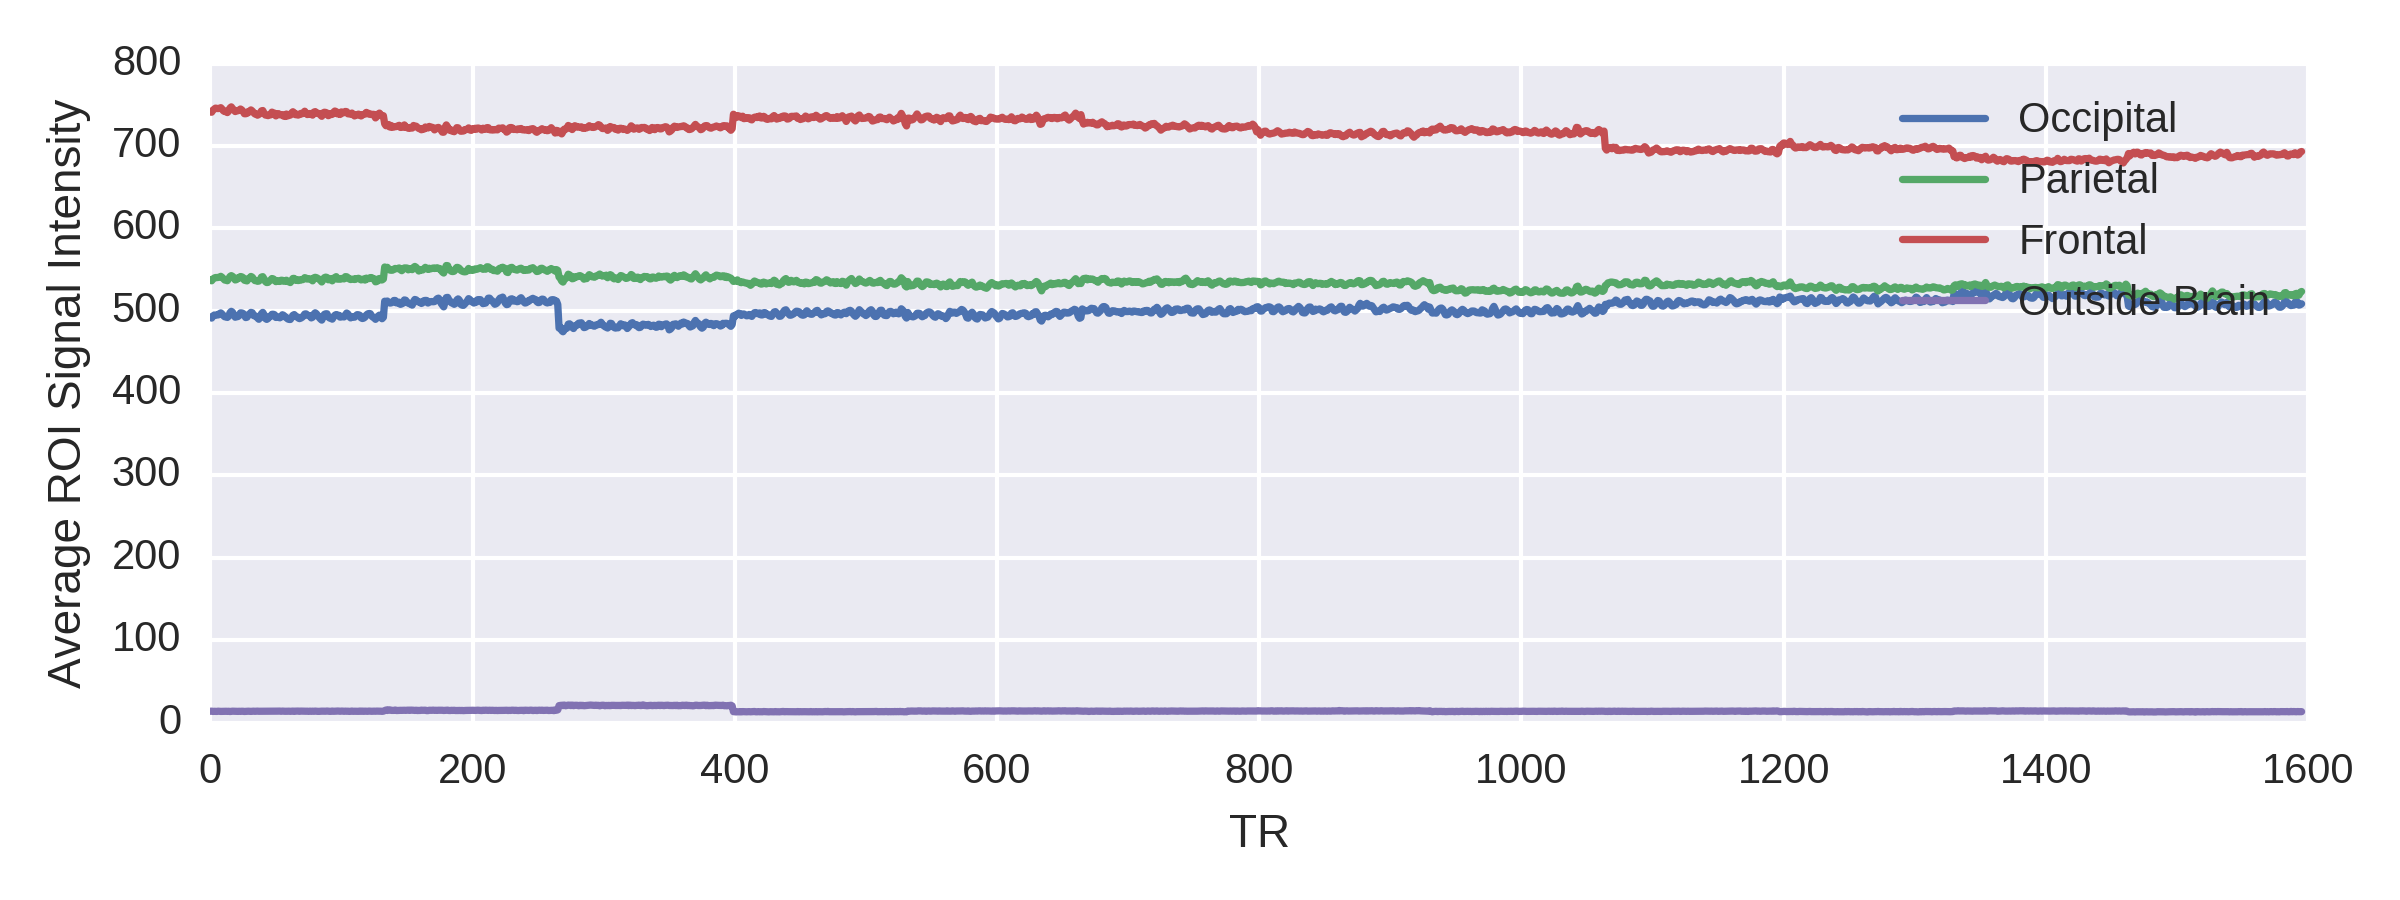 Average ROI Signal Intensity
800
700
600
500
400
300
200
100
0
Occipital
Parietal
Frontal
Outside Brain
0 200 400 600 800 1000 1200 1400 1600
TR